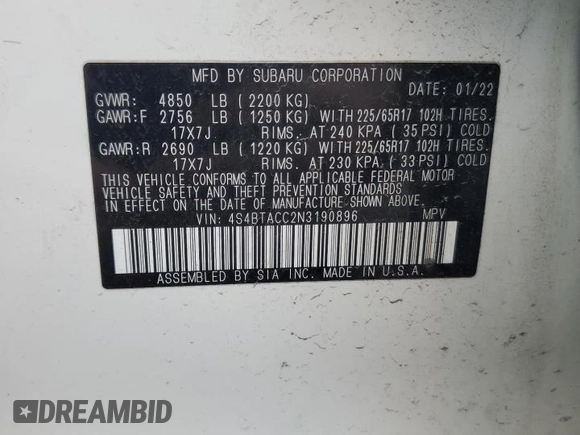 MFD BY SUBARU CORPORATION
DATE: 01/22
GVWR: 4850 LB (2200 KG)
GAWR:F 2756 LB (1250 KG) WITH 225/65R17 102H TIRES.
17X7J RIMS. AT 240 KPA (35 PSI) COLD
GAWR:R 2690 LB (1220 KG) WITH 225/65R17 102H TIRES.
17X7J RIMS. AT 230 KPA (33 PSI) COLD
THIS VEHICLE CONFORMS TO ALL APPLICABLE FEDERAL MOTOR
VEHICLE SAFETY AND THEFT PREVENTION STANDARDS
IN EFFECT ON THE DATE OF MANUFACTURE SHOWN ABOVE.
VIN: 4S4BTACC2N3190896 MPV
ASSEMBLED BY SIA INC. MADE IN U.S.A.
DREAMBID